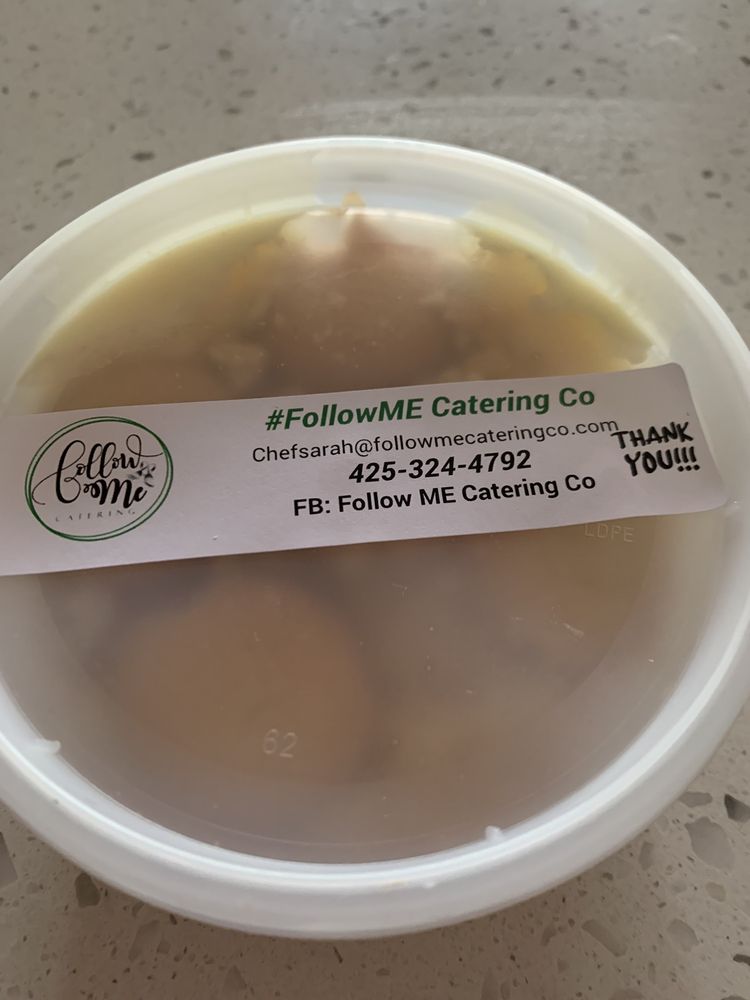 #FollowME Catering Co
Chefsarah@followmecateringco.com
425-324-4792
FB: Follow ME Catering Co
THANK
YOU!!!
Follow
Me
CATERING
LDPE
62